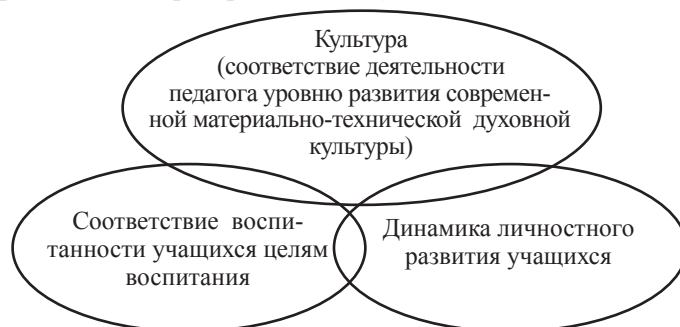 Культура
(соответствие деятельности
педагога уровню развития современ-
ной материально-технической духовной
культуры)
Соответствие воспи-
танности учащихся целям
воспитания
Динамика личностного
развития учащихся